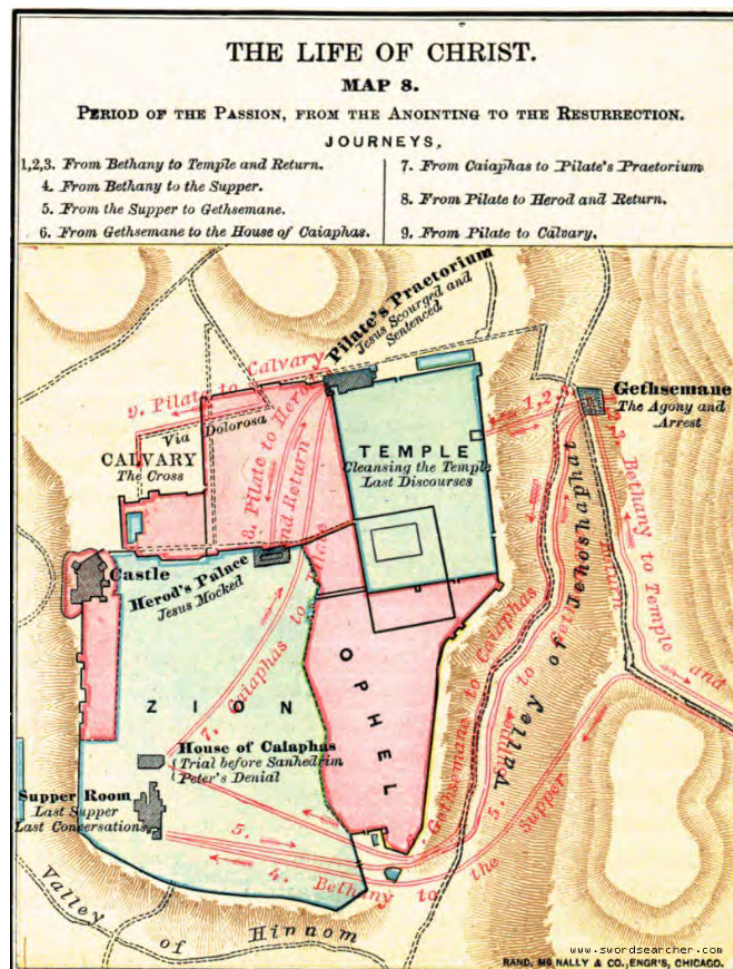 THE LIFE OF CHRIST.
MAP 8.
PERIOD OF THE PASSION, FROM THE ANOINTING TO THE RESURRECTION.
JOURNEYS,
1,2,3. From Bethany to Temple and Return.
4. From Bethany to the Supper.
5. From the Supper to Gethsemane.
6. From Gethsemane to the House of Caiaphas.
7. From Caiaphas to Pilate's Praetorium
8. From Pilate to Herod and Return.
9. From Pilate to Calvary.
Pilate's Praetorium
Jesus Scourged and
Sentenced
9. Pilate to Calvary
Via Dolorosa
CALVARY
The Cross
8. Pilate to Herod
and Return
1,2,3,
Gethsemane
The Agony and
Arrest
TEMPLE
Cleansing the Temple
Last Discourses
1,2,3 Bethany to Temple and
Return
Castle
Herod's Palace
Jesus Mocked
7. Caiaphas to Pilate
ZION
OPHEL
House of Caiaphas
Trial before Sanhedrim
Peter's Denial
Supper Room
Last Supper
Last Conversations
Gethsemane to Caiaphas
5. Supper to
Valley of Jehoshaphat
5.
4. Bethany to the Supper
Valley of Hinnom
www.swordsearcher.com
RAND, MCNALLY & CO., ENGR'S, CHICAGO.